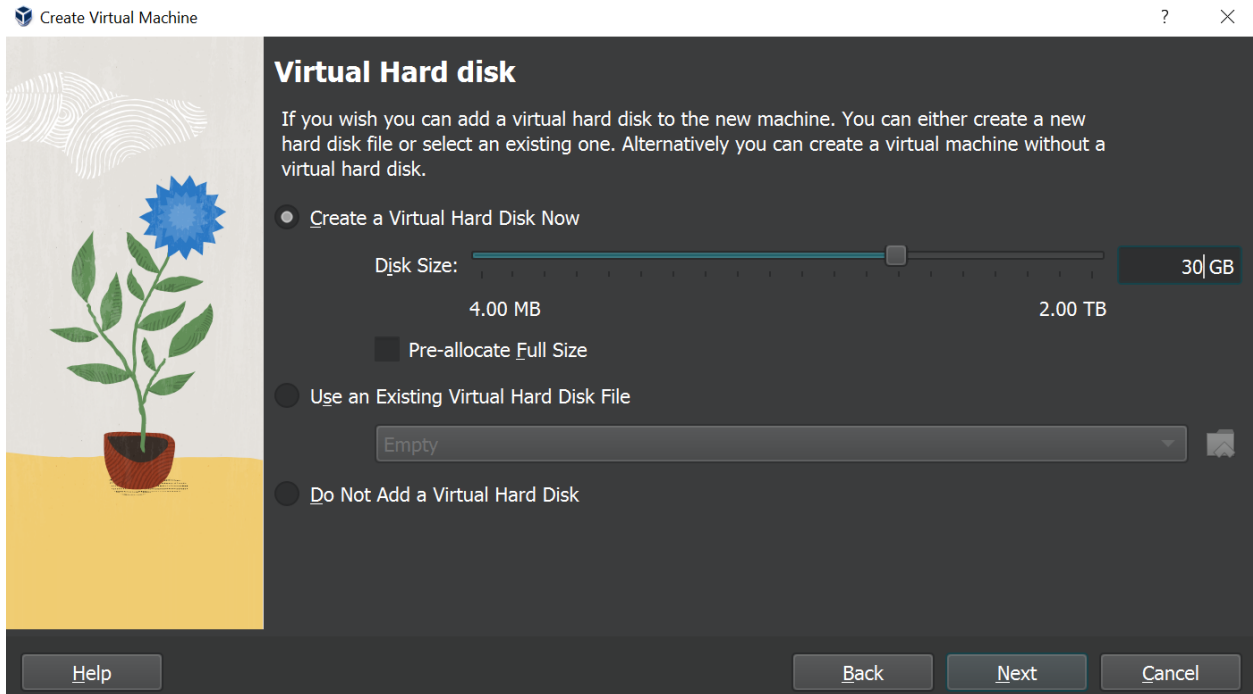 Create Virtual Machine
?
Virtual Hard disk
If you wish you can add a virtual hard disk to the new machine. You can either create a new
hard disk file or select an existing one. Alternatively you can create a virtual machine without a
virtual hard disk.
Create a Virtual Hard Disk Now
Disk Size:
30 GB
4.00 MB
2.00 TB
Pre-allocate Full Size
Use an Existing Virtual Hard Disk File
Empty
Do Not Add a Virtual Hard Disk
Help
Back
Next
Cancel